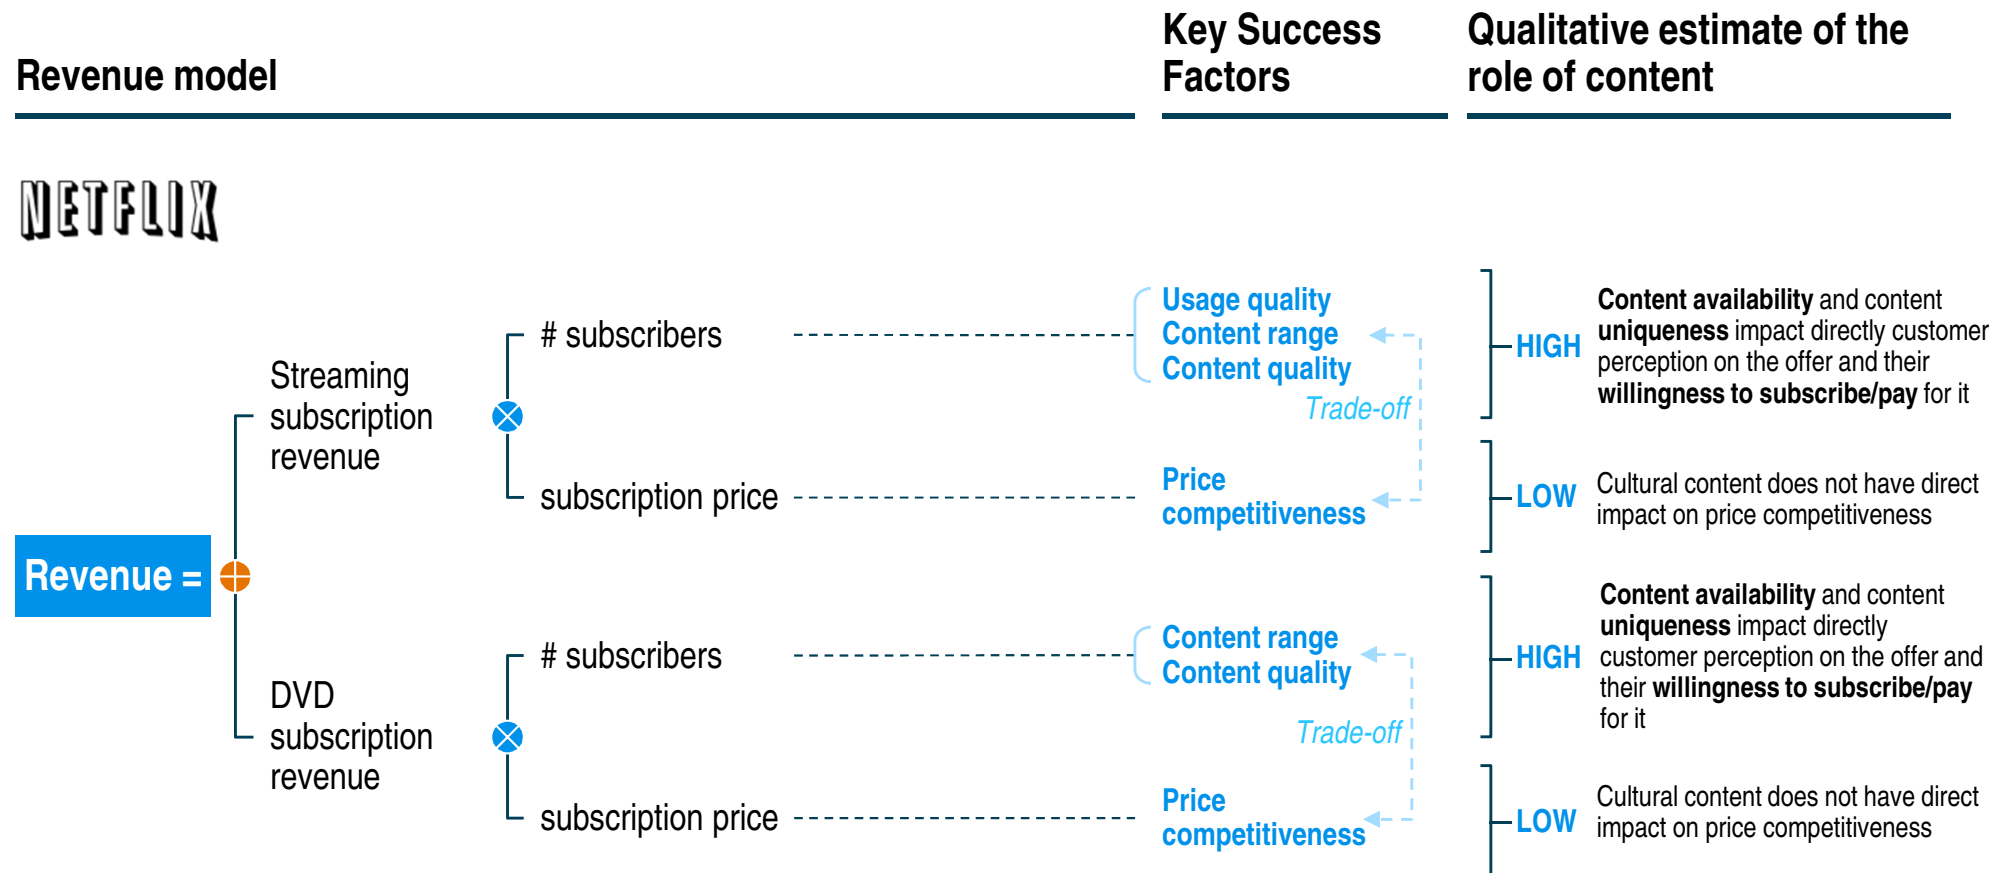 Revenue model
Key Success
Factors
Qualitative estimate of the
role of content
NETFLIX
Revenue =
Streaming
subscription
revenue
# subscribers
Usage quality
Content range
Content quality
Trade-off
HIGH
Content availability and content
uniqueness impact directly customer
perception on the offer and their
willingness to subscribe/pay for it
subscription price
Price
competitiveness
LOW
Cultural content does not have direct
impact on price competitiveness
DVD
subscription
revenue
# subscribers
Content range
Content quality
Trade-off
HIGH
Content availability and content
uniqueness impact directly
customer perception on the offer and
their willingness to subscribe/pay
for it
subscription price
Price
competitiveness
LOW
Cultural content does not have direct
impact on price competitiveness